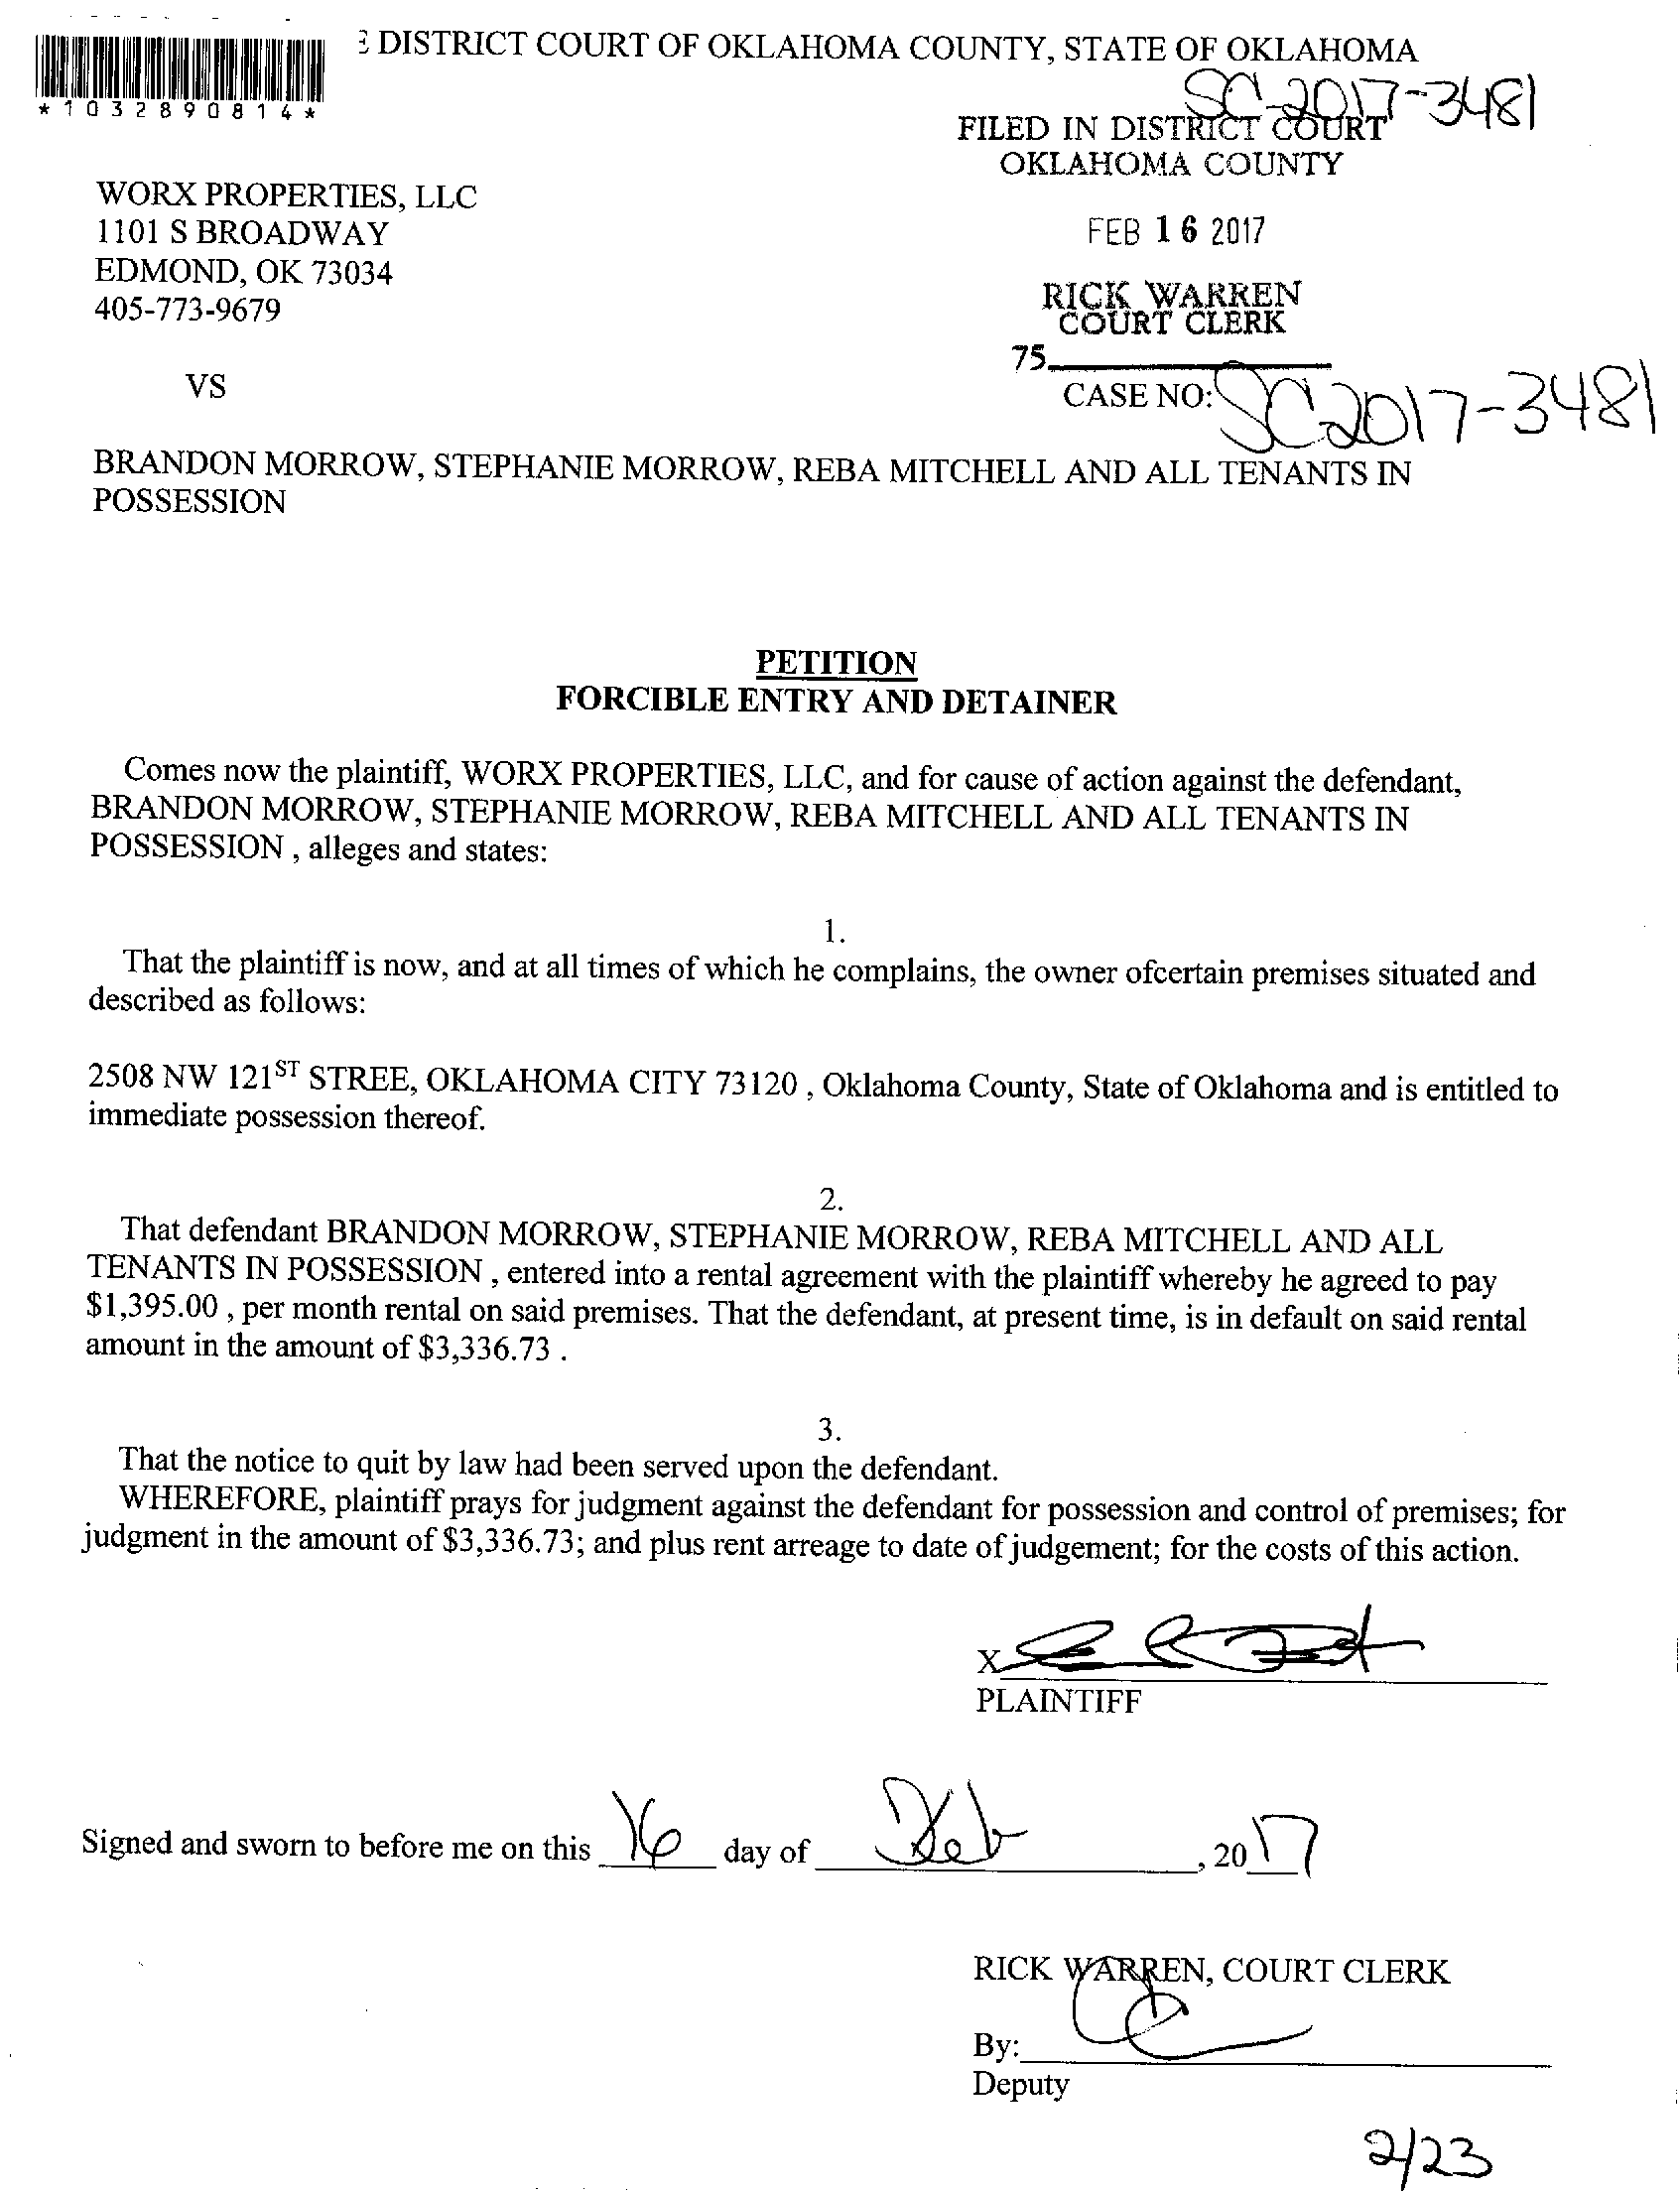 DISTRICT COURT OF OKLAHOMA COUNTY, STATE OF OKLAHOMA
*1032890814*
SC-2017-3481
FILED IN DISTRICT COURT
OKLAHOMA COUNTY
WORX PROPERTIES, LLC
1101 S BROADWAY
EDMOND, OK 73034
405-773-9679
FEB 16 2017
RICK WARREN
COURT CLERK
75
VS
CASE NO: SC-2017-3481
BRANDON MORROW, STEPHANIE MORROW, REBA MITCHELL AND ALL TENANTS IN
POSSESSION
PETITION
FORCIBLE ENTRY AND DETAINER
Comes now the plaintiff, WORX PROPERTIES, LLC, and for cause of action against the defendant,
BRANDON MORROW, STEPHANIE MORROW, REBA MITCHELL AND ALL TENANTS IN
POSSESSION , alleges and states:
1.
That the plaintiff is now, and at all times of which he complains, the owner ofcertain premises situated and
described as follows:
2508 NW 121ST STREE, OKLAHOMA CITY 73120 , Oklahoma County, State of Oklahoma and is entitled to
immediate possession thereof.
2.
That defendant BRANDON MORROW, STEPHANIE MORROW, REBA MITCHELL AND ALL
TENANTS IN POSSESSION , entered into a rental agreement with the plaintiff whereby he agreed to pay
$1,395.00 , per month rental on said premises. That the defendant, at present time, is in default on said rental
amount in the amount of $3,336.73 .
3.
That the notice to quit by law had been served upon the defendant.
WHEREFORE, plaintiff prays for judgment against the defendant for possession and control of premises; for
judgment in the amount of $3,336.73; and plus rent arreage to date of judgement; for the costs of this action.
X
PLAINTIFF
Signed and sworn to before me on this 16 day of Feb, 2017
RICK WARREN, COURT CLERK
By:
Deputy
2/23